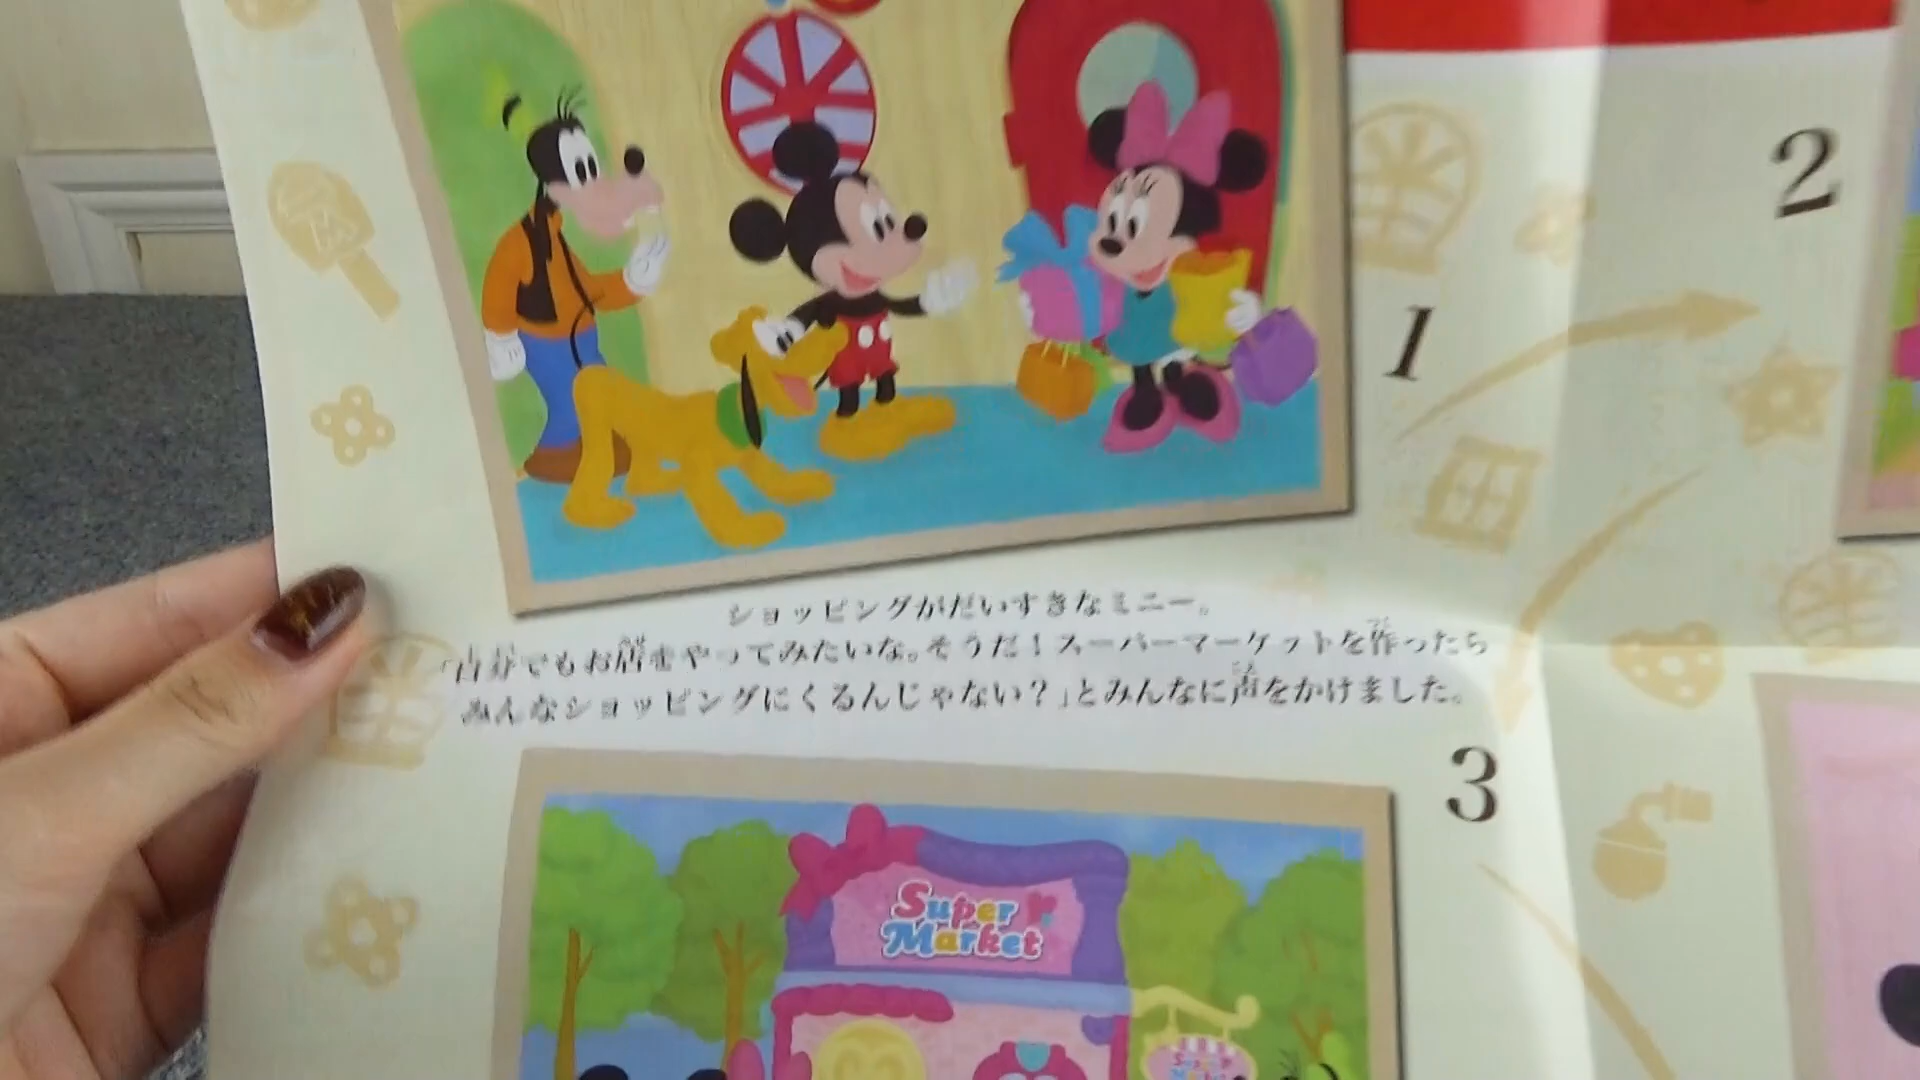 1
2
ショッピングがだいすきなミニー。
「自分でもお店をやってみたいな。そうだ！スーパーマーケットを作ったら
みんなショッピングにくるんじゃない？」とみんなに声をかけました。
3
Super
Market